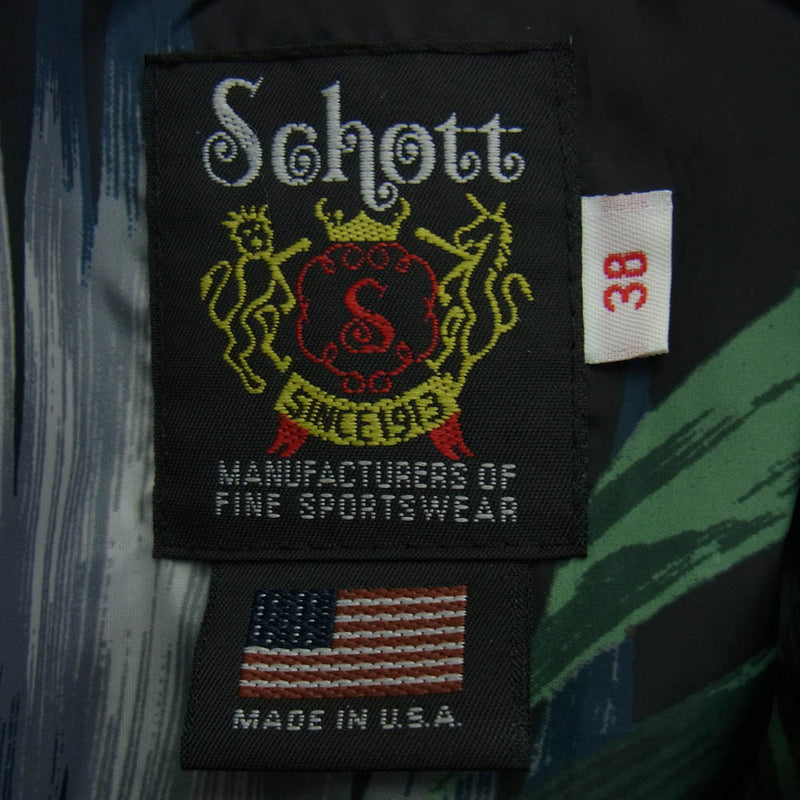 Schott
S
SINCE 1913
MANUFACTURERS OF
FINE SPORTSWEAR
38
MADE IN U.S.A.